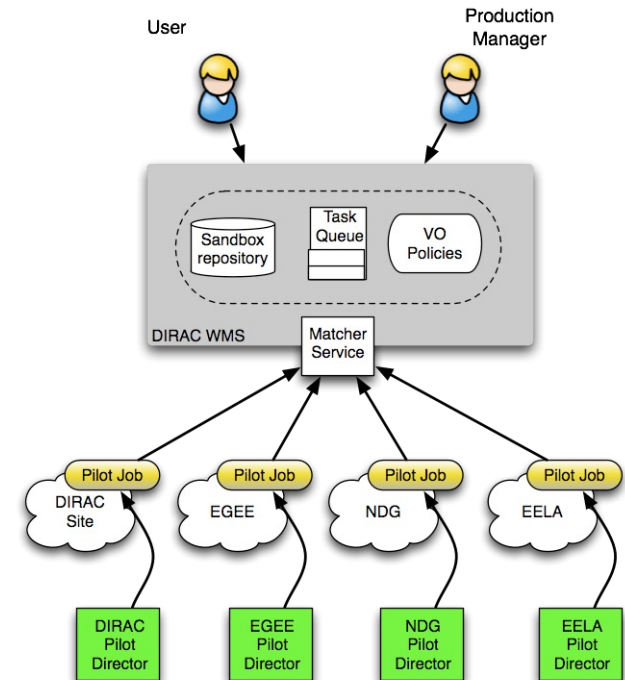 User
Production
Manager
Sandbox
repository
Task
Queue
VO
Policies
DIRAC WMS
Matcher
Service
Pilot Job
Pilot Job
Pilot Job
Pilot Job
DIRAC
Site
EGEE
NDG
EELA
DIRAC
Pilot
Director
EGEE
Pilot
Director
NDG
Pilot
Director
EELA
Pilot
Director